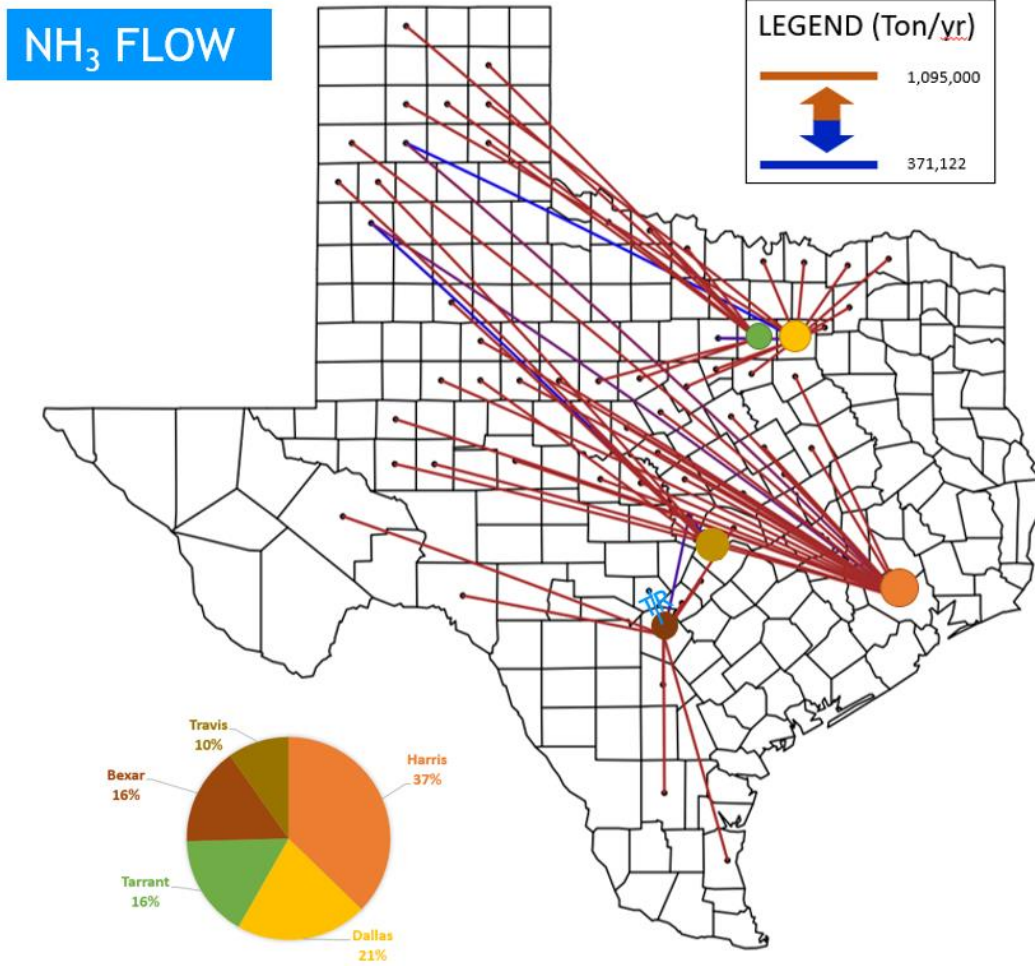 NH₃ FLOW
LEGEND (Ton/yr)
1,095,000
371,122
Travis
10%
Harris
37%
Bexar
16%
Tarrant
16%
Dallas
21%